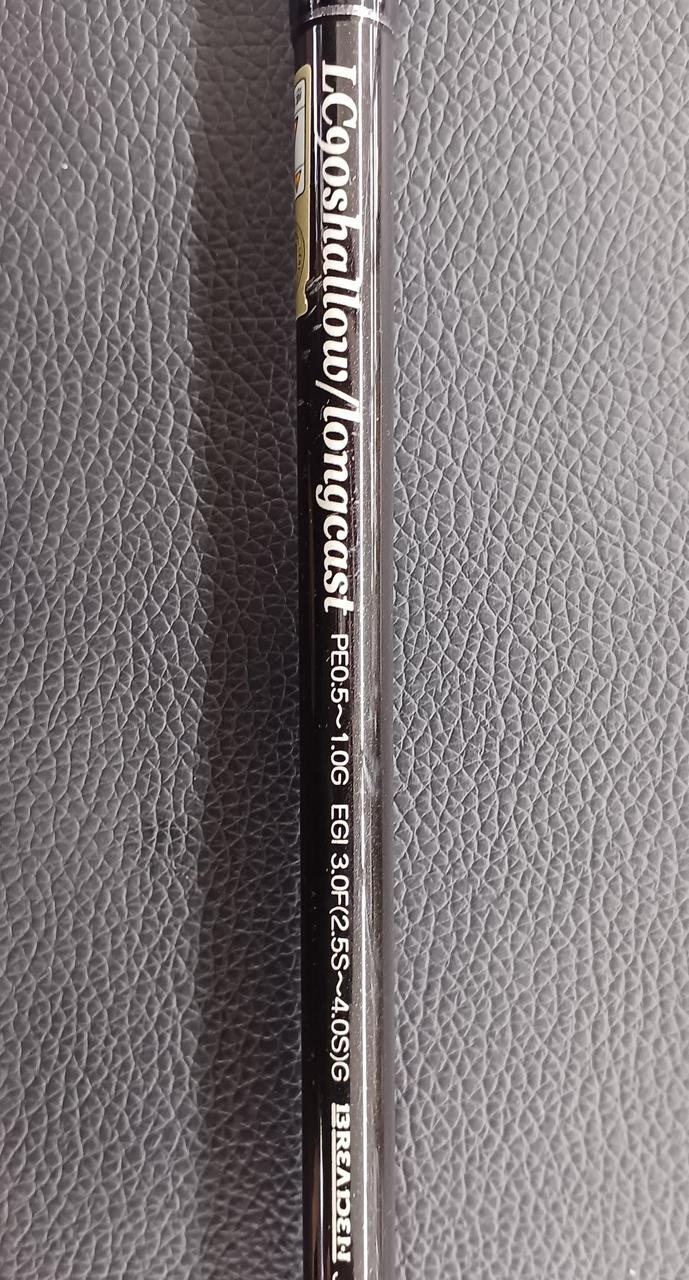 LC90shallow/longcast PE0.5～1.0G EGI 3.0F(2.5S～4.0S)G BREADEN